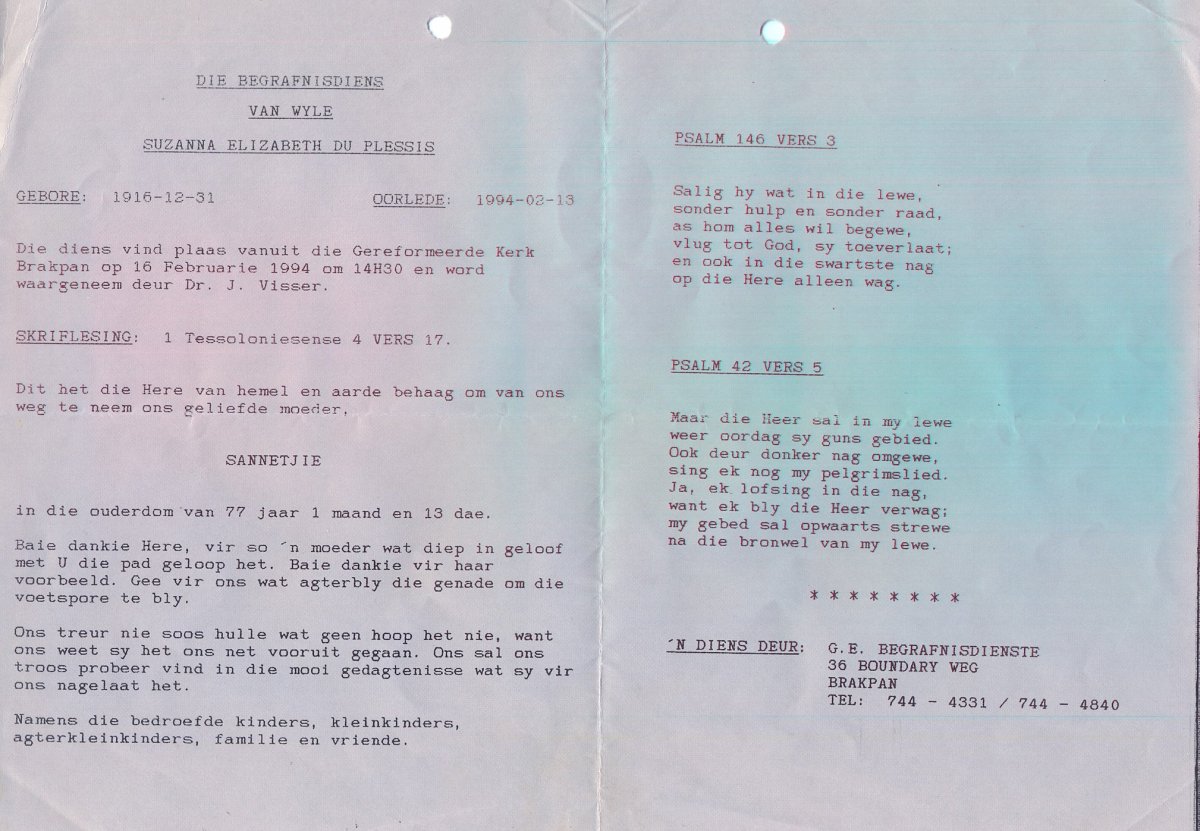 DIE BEGRAFNISDIENS
VAN WYLE
SUZANNA ELIZABETH DU PLESSIS
GEBORE: 1916-12-31 OORLEDE: 1994-02-13
Die diens vind plaas vanuit die Gereformeerde Kerk
Brakpan op 16 Februarie 1994 om 14H30 en word
waargeneem deur Dr. J. Visser.
SKRIFLESING: 1 Tessoloniesense 4 VERS 17.
Dit het die Here van hemel en aarde behaag om van ons
weg te neem ons geliefde moeder,
SANNETJIE
in die ouderdom van 77 jaar 1 maand en 13 dae.
Baie dankie Here, vir so ´n moeder wat diep in geloof
met U die pad geloop het. Baie dankie vir haar
voorbeeld. Gee vir ons wat agterbly die genade om die
voetspore te bly.
Ons treur nie soos hulle wat geen hoop het nie, want
ons weet sy het ons net vooruit gegaan. Ons sal ons
troos probeer vind in die mooi gedagtenisse wat sy vir
ons nagelaat het.
Namens die bedroefde kinders, kleinkinders,
agterkleinkinders, familie en vriende.
PSALM 146 VERS 3
Salig hy wat in die lewe,
sonder hulp en sonder raad,
as hom alles wil begewe,
vlug tot God, sy toeverlaat;
en ook in die swartste nag
op die Here alleen wag.
PSALM 42 VERS 5
Maar die Heer sal in my lewe
weer oordag sy guns gebied.
Ook deur donker nag omgewe,
sing ek nog my pelgrimslied.
Ja, ek lofsing in die nag,
want ek bly die Heer verwag;
my gebed sal opwaarts strewe
na die bronwel van my lewe.
* * * * * * * *
´N DIENS DEUR: G.E. BEGRAFNISDIENSTE
36 BOUNDARY WEG
BRAKPAN
TEL: 744 - 4331 / 744 - 4840